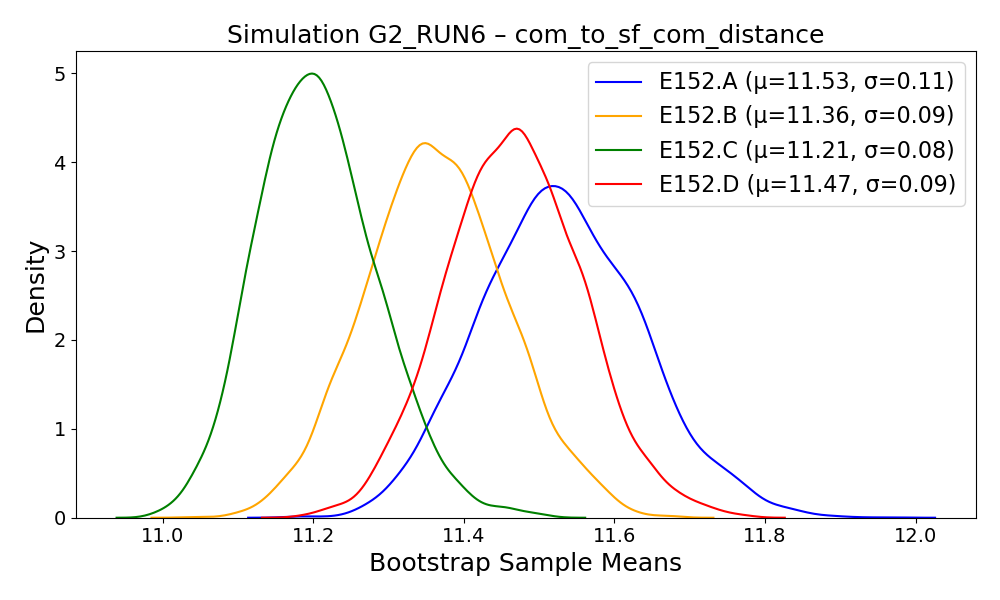 Simulation G2_RUN6 – com_to_sf_com_distance
E152.A (μ=11.53, σ=0.11)
E152.B (μ=11.36, σ=0.09)
E152.C (μ=11.21, σ=0.08)
E152.D (μ=11.47, σ=0.09)
Density
5
4
3
2
1
0
11.0 11.2 11.4 11.6 11.8 12.0
Bootstrap Sample Means